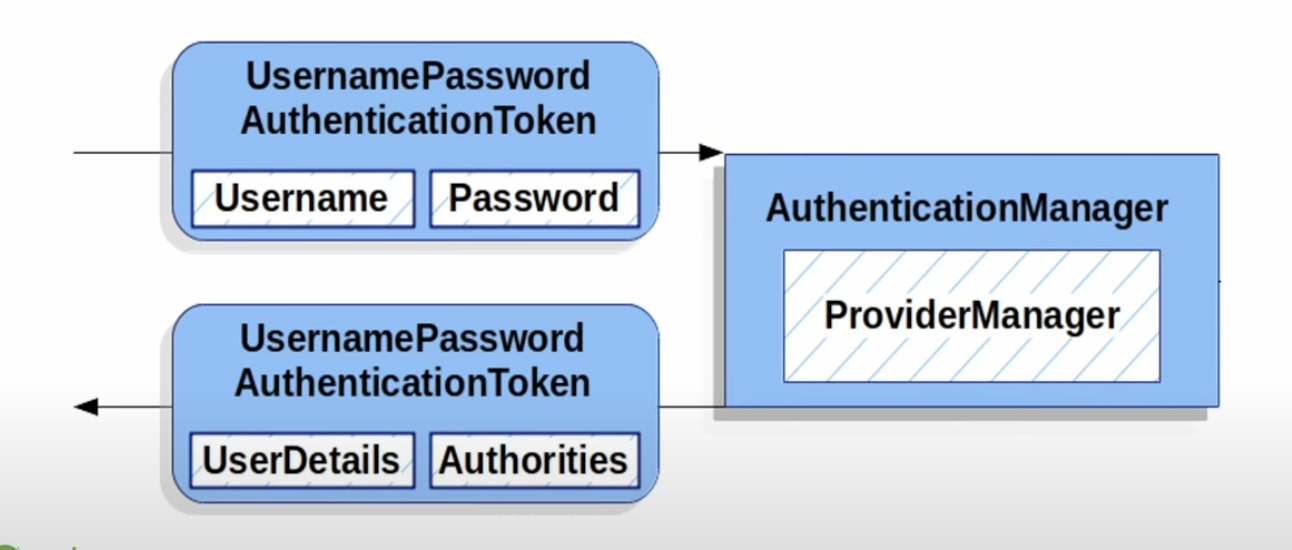 UsernamePassword
AuthenticationToken
Username Password
AuthenticationManager
ProviderManager
UsernamePassword
AuthenticationToken
UserDetails Authorities